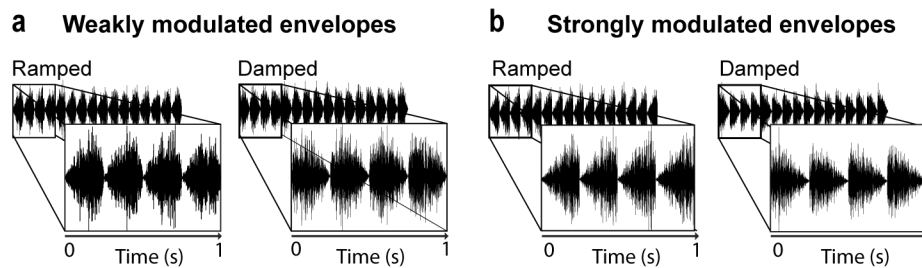 a Weakly modulated envelopes
Ramped
Damped
0 1
Time (s)
0 1
Time (s)
b Strongly modulated envelopes
Ramped
Damped
0 1
Time (s)
0
Time (s)